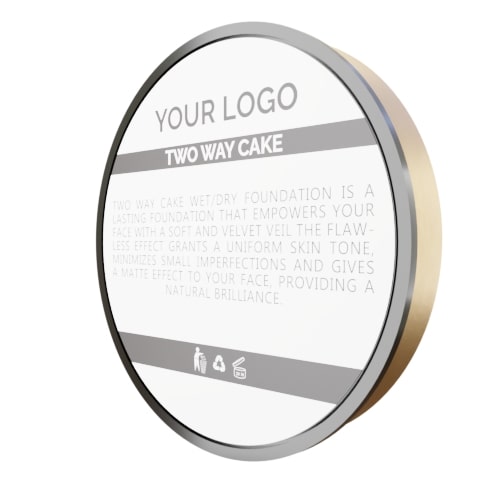 YOUR LOGO
TWO WAY CAKE
TWO WAY CAKE WET/DRY FOUNDATION IS A
LASTING FOUNDATION THAT EMPOWERS YOUR
FACE WITH A SOFT AND VELVET VEIL THE FLAW-
LESS EFFECT GRANTS A UNIFORM SKIN TONE,
MINIMIZES SMALL IMPERFECTIONS AND GIVES
A MATTE EFFECT TO YOUR FACE, PROVIDING A
NATURAL BRILLIANCE.